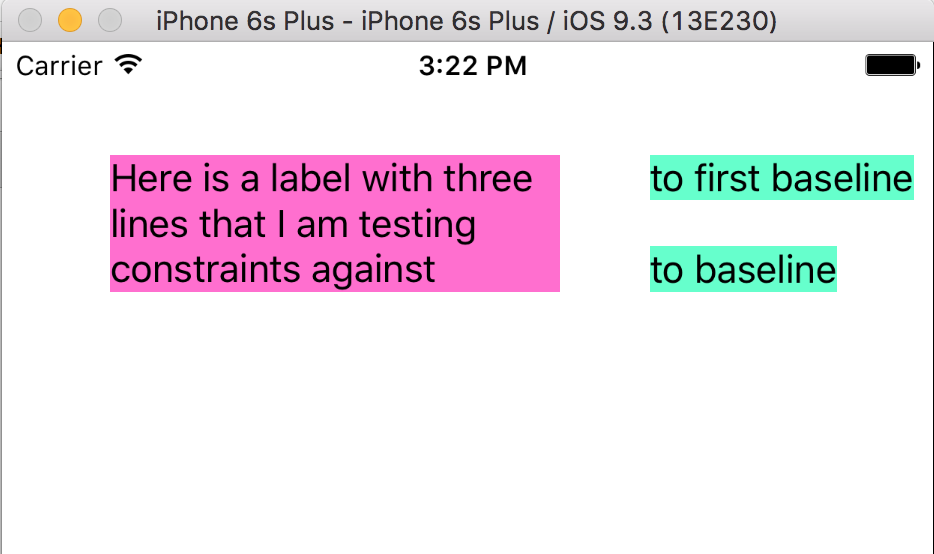 iPhone 6s Plus - iPhone 6s Plus / iOS 9.3 (13E230)
Carrier 3:22 PM
Here is a label with three
lines that I am testing
constraints against
to first baseline
to baseline